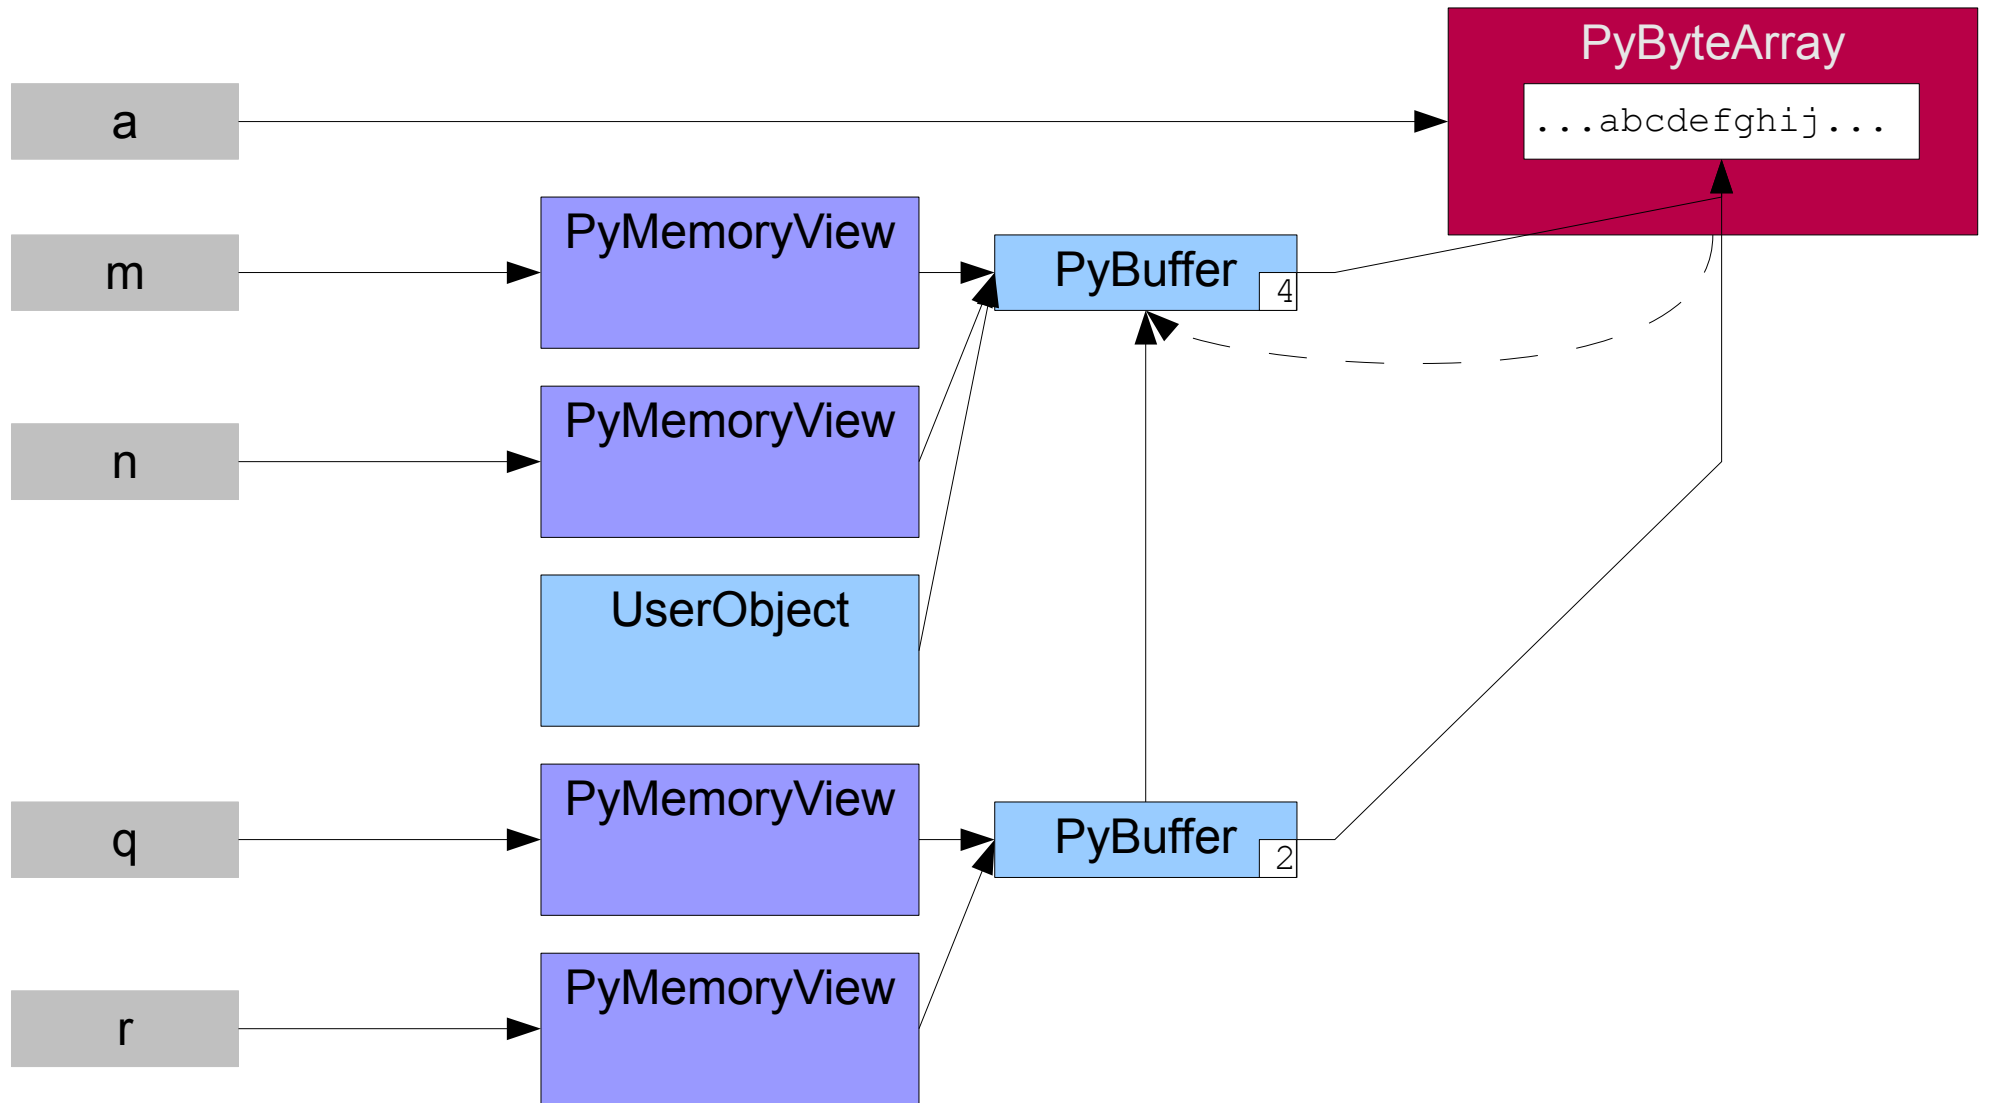 PyByteArray
a
...abcdefghij...
PyMemoryView
m
PyBuffer
4
PyMemoryView
n
UserObject
PyMemoryView
q
PyBuffer
2
PyMemoryView
r